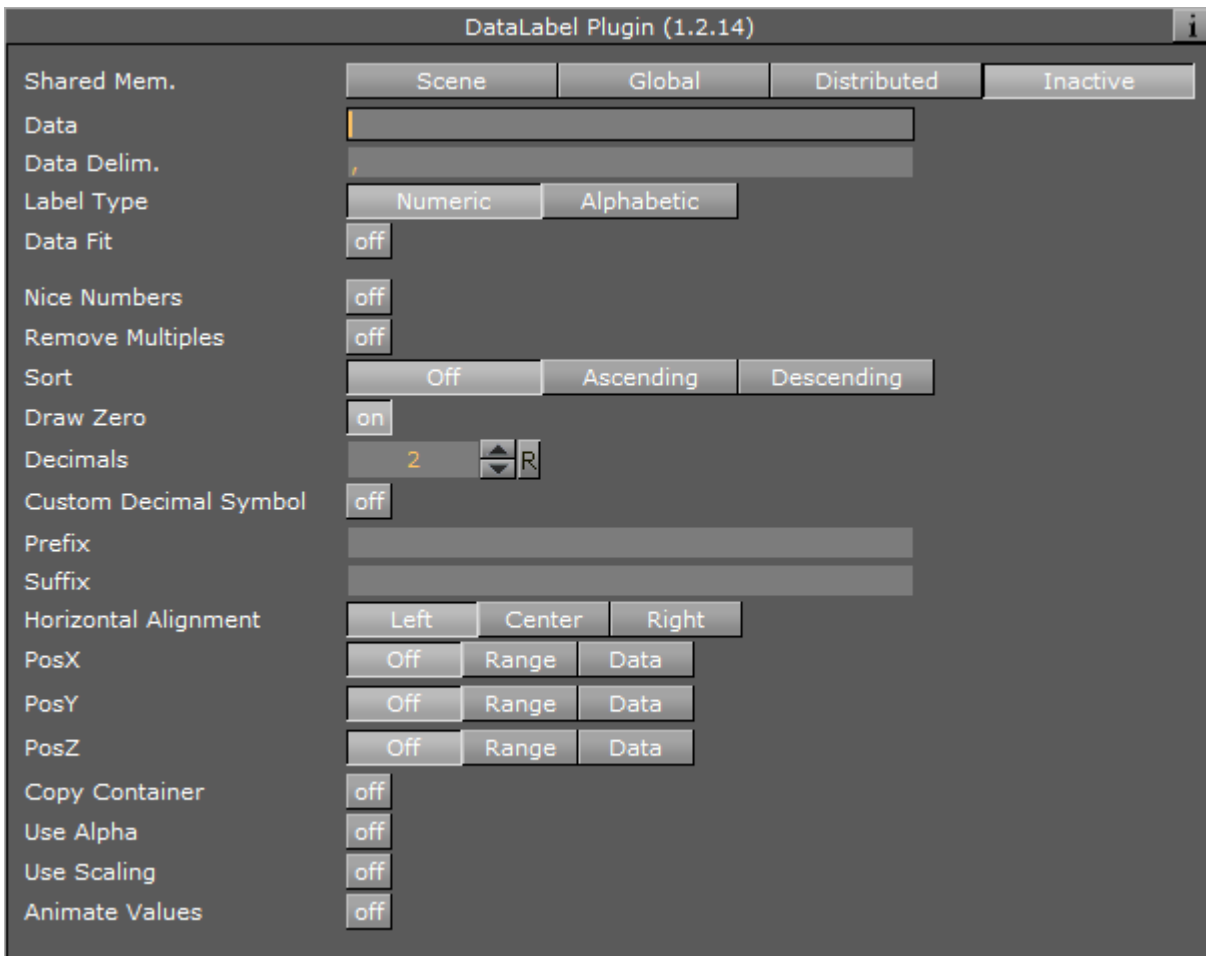 DataLabel Plugin (1.2.14) i
Shared Mem. Scene Global Distributed Inactive
Data
Data Delim. ,
Label Type Numeric Alphabetic
Data Fit off
Nice Numbers off
Remove Multiples off
Sort Off Ascending Descending
Draw Zero on
Decimals 2 R
Custom Decimal Symbol off
Prefix
Suffix
Horizontal Alignment Left Center Right
PosX Off Range Data
PosY Off Range Data
PosZ Off Range Data
Copy Container off
Use Alpha off
Use Scaling off
Animate Values off